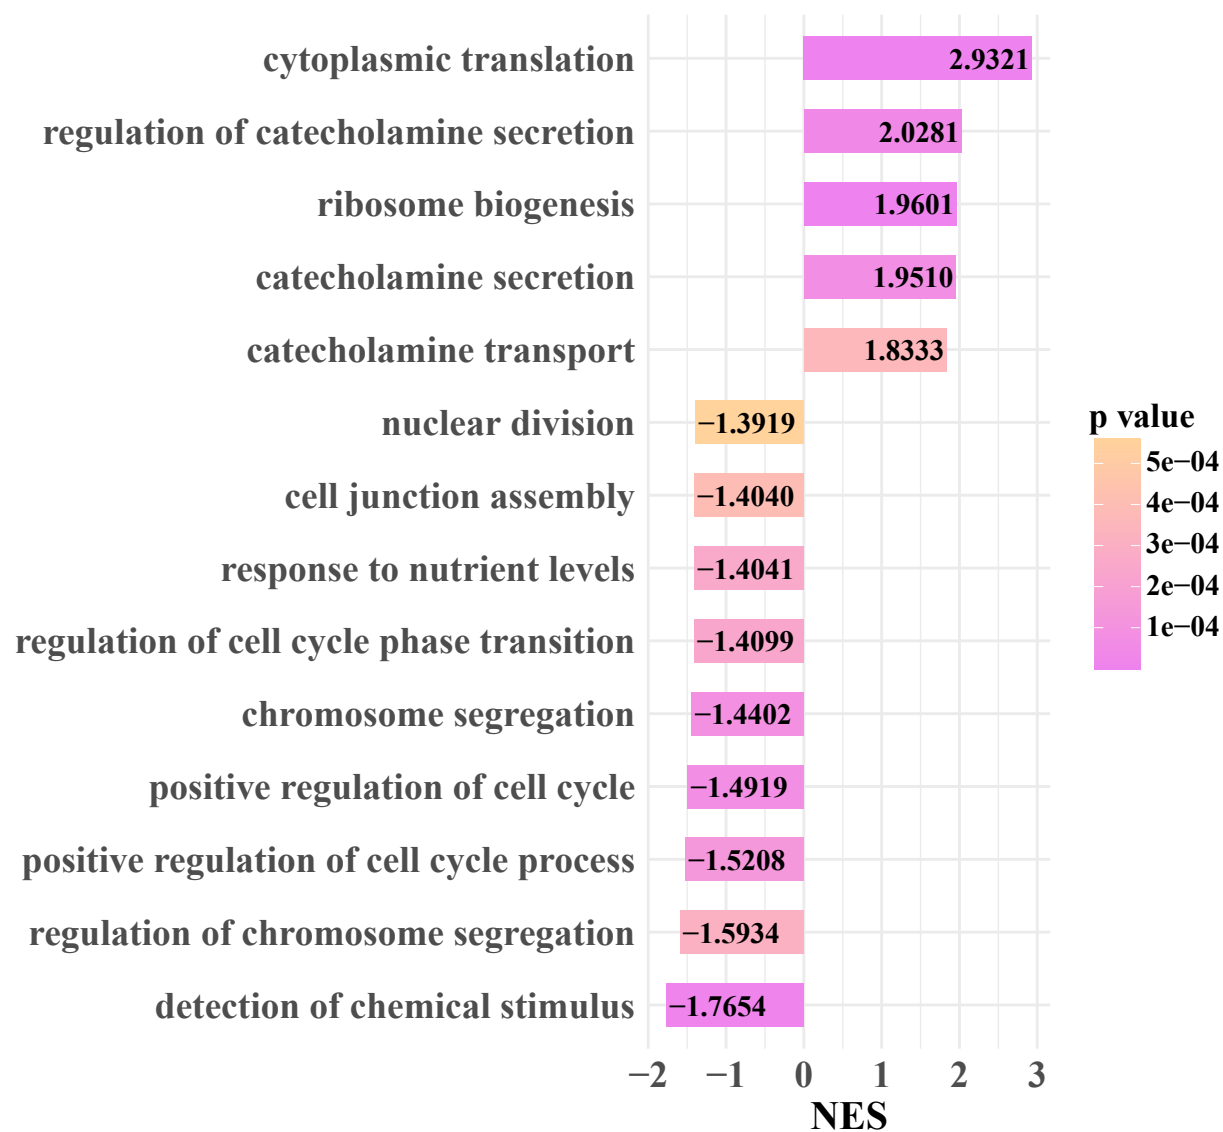 cytoplasmic translation 2.9321
regulation of catecholamine secretion 2.0281
ribosome biogenesis 1.9601
catecholamine secretion 1.9510
catecholamine transport 1.8333
nuclear division −1.3919
cell junction assembly −1.4040
response to nutrient levels −1.4041
regulation of cell cycle phase transition −1.4099
chromosome segregation −1.4402
positive regulation of cell cycle −1.4919
positive regulation of cell cycle process −1.5208
regulation of chromosome segregation −1.5934
detection of chemical stimulus −1.7654
−2 −1 0 1 2 3
NES
p value
5e−04
4e−04
3e−04
2e−04
1e−04